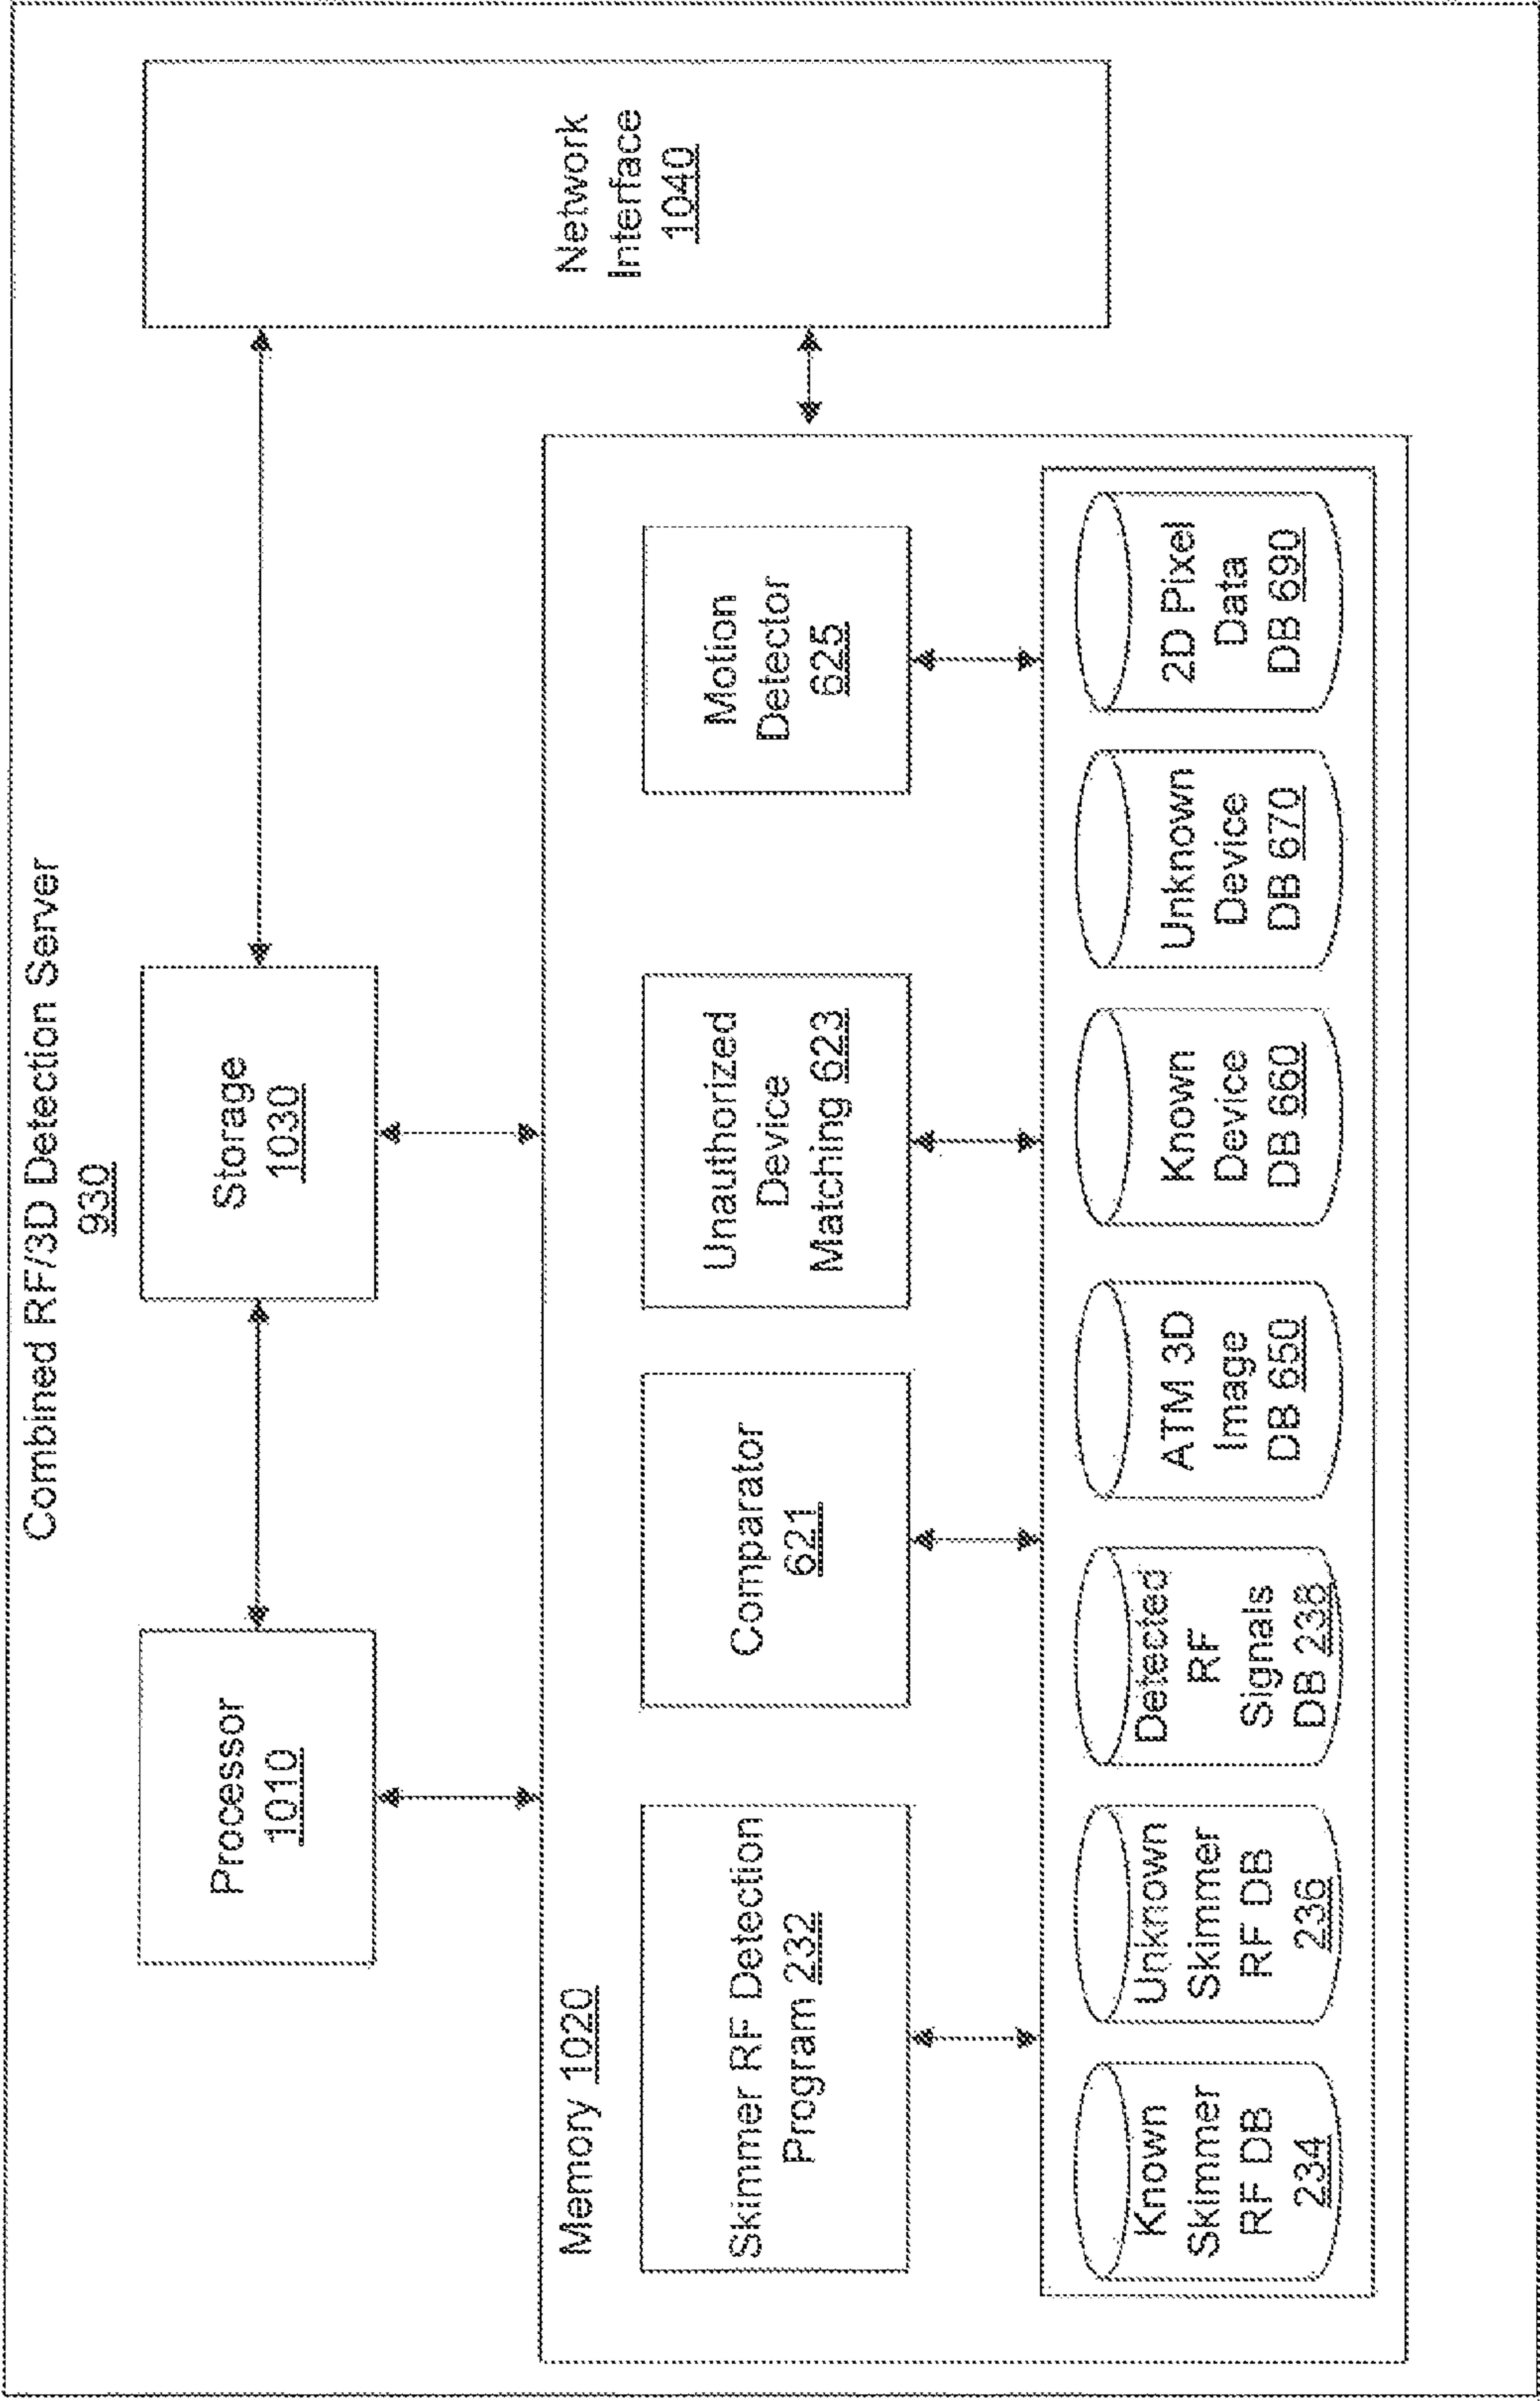 Combined RF/3D Detection Server
930
Processor
1010
Storage
1030
Network
Interface
1040
Memory 1020
Skimmer RF Detection
Program 232
Comparator
621
Unauthorized
Device
Matching 623
Motion
Detector
625
Known
Skimmer
RF DB
234
Unknown
Skimmer
RF DB
236
Detected
RF
Signals
DB 238
ATM 3D
Image
DB 650
Known
Device
DB 660
Unknown
Device
DB 670
2D Pixel
Data
DB 690